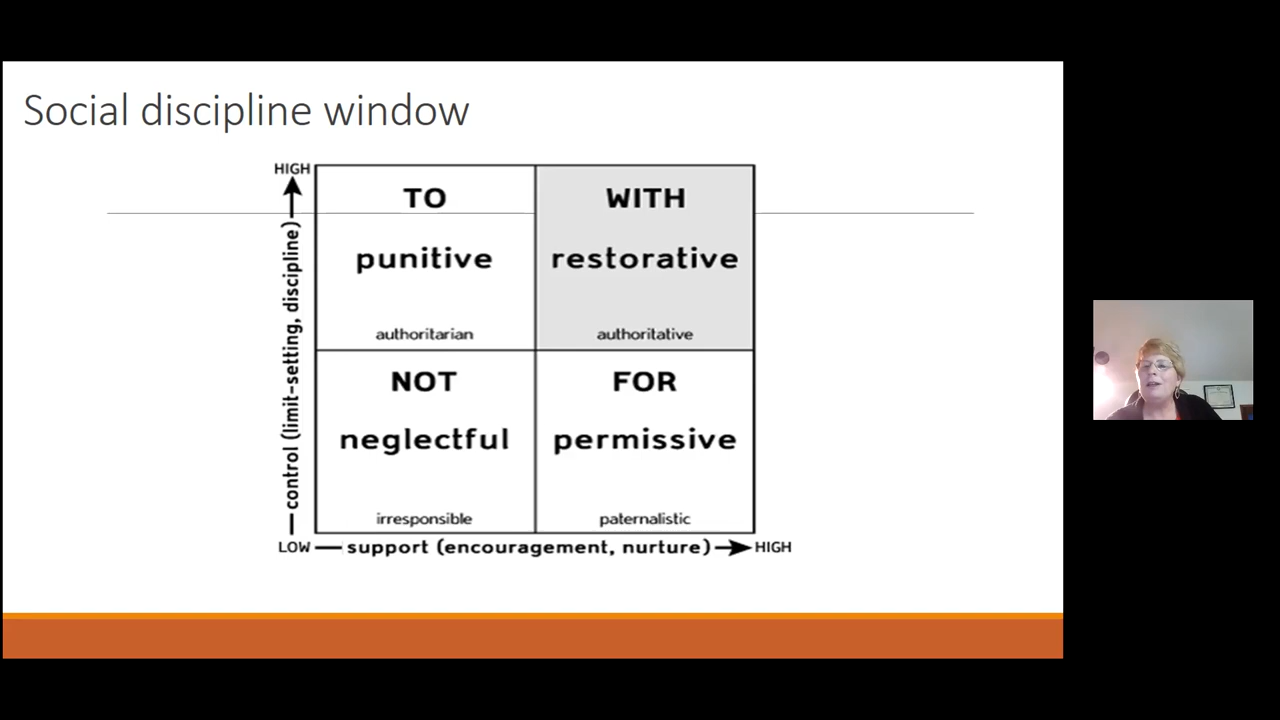 Social discipline window
HIGH
TO
WITH
punitive
restorative
authoritarian
authoritative
NOT
FOR
neglectful
permissive
irresponsible
paternalistic
control (limit-setting, discipline)
LOW
support (encouragement, nurture)
HIGH